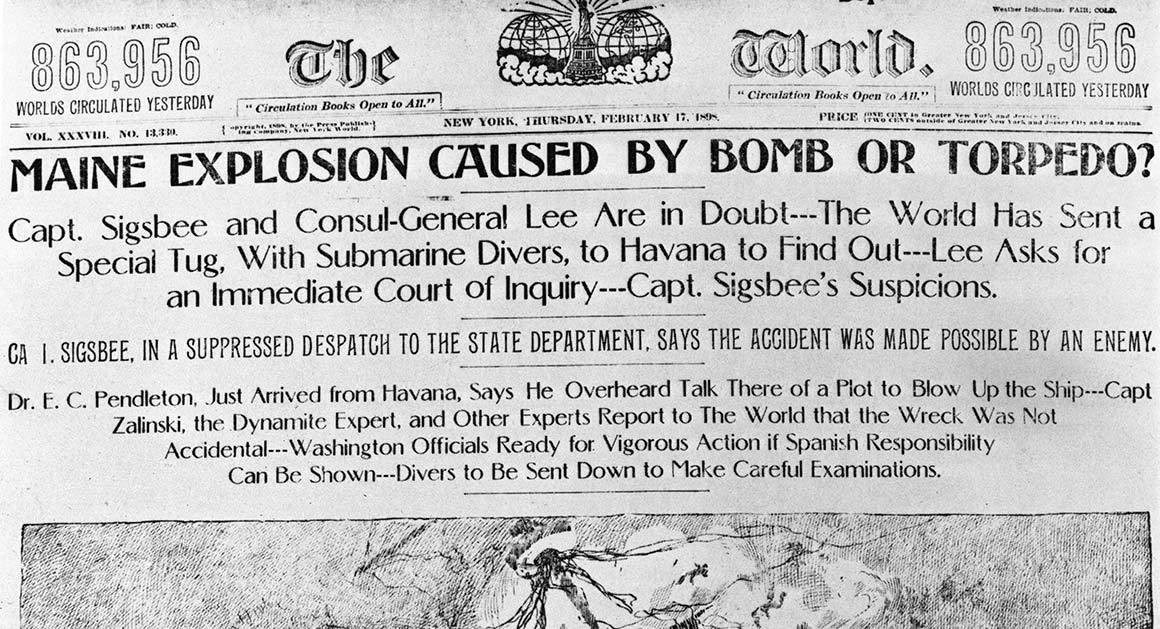 Weather Indications: FAIR; COLD.
863,956
WORLDS CIRCULATED YESTERDAY
The World.
"Circulation Books Open to All."
"Circulation Books Open to All."
Weather Indications: FAIR; COLD.
863,956
WORLDS CIRCULATED YESTERDAY
VOL. XXXVIII. NO. 13,330.
Copyright, 1898, by the Press Publish-
ing Company, New York World.
NEW YORK, THURSDAY, FEBRUARY 17, 1898.
PRICE
ONE CENT in Greater New York and Jersey City.
TWO CENTS outside of Greater New York and Jersey City and on trains.
MAINE EXPLOSION CAUSED BY BOMB OR TORPEDO?
Capt. Sigsbee and Consul-General Lee Are in Doubt---The World Has Sent a
Special Tug, With Submarine Divers, to Havana to Find Out---Lee Asks for
an Immediate Court of Inquiry---Capt. Sigsbee's Suspicions.
CA I. SIGSBEE, IN A SUPPRESSED DESPATCH TO THE STATE DEPARTMENT, SAYS THE ACCIDENT WAS MADE POSSIBLE BY AN ENEMY.
Dr. E. C. Pendleton, Just Arrived from Havana, Says He Overheard Talk There of a Plot to Blow Up the Ship---Capt
Zalinski, the Dynamite Expert, and Other Experts Report to The World that the Wreck Was Not
Accidental---Washington Officials Ready for Vigorous Action if Spanish Responsibility
Can Be Shown---Divers to Be Sent Down to Make Careful Examinations.